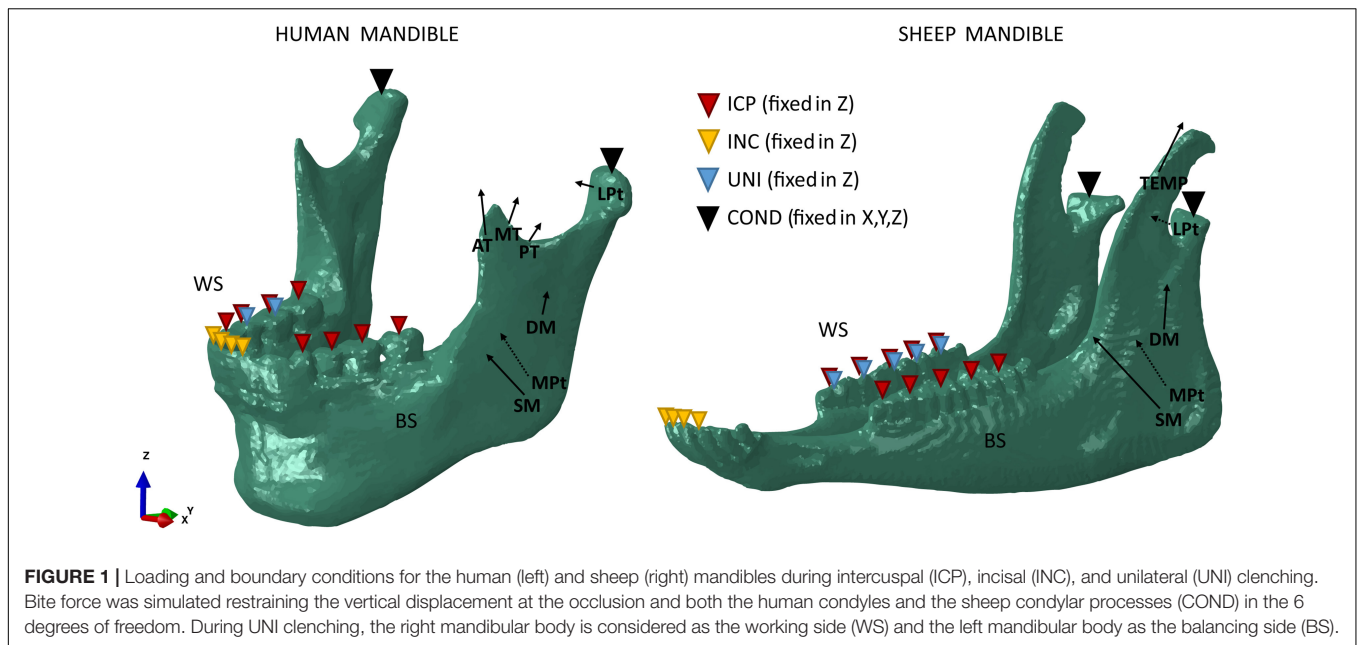 HUMAN MANDIBLE
SHEEP MANDIBLE
ICP (fixed in Z)
INC (fixed in Z)
UNI (fixed in Z)
COND (fixed in X,Y,Z)
LPt
AT
MT
PT
WS
DM
MPt
SM
BS
TEMP
LPt
WS
DM
MPt
SM
BS
Z
Y
X
FIGURE 1 | Loading and boundary conditions for the human (left) and sheep (right) mandibles during intercuspal (ICP), incisal (INC), and unilateral (UNI) clenching.
Bite force was simulated restraining the vertical displacement at the occlusion and both the human condyles and the sheep condylar processes (COND) in the 6
degrees of freedom. During UNI clenching, the right mandibular body is considered as the working side (WS) and the left mandibular body as the balancing side (BS).